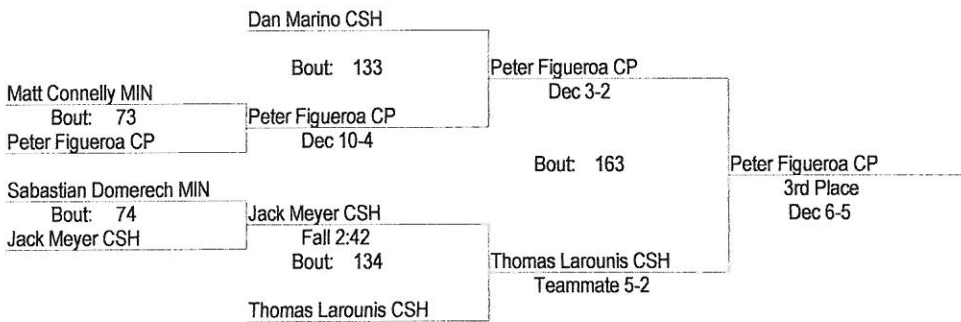 Dan Marino CSH
Bout: 133
Peter Figueroa CP
Dec 3-2
Matt Connelly MIN
Bout: 73
Peter Figueroa CP
Peter Figueroa CP
Dec 10-4
Bout: 163
Peter Figueroa CP
3rd Place
Dec 6-5
Sabastian Domerech MIN
Bout: 74
Jack Meyer CSH
Jack Meyer CSH
Fall 2:42
Bout: 134
Thomas Larounis CSH
Teammate 5-2
Thomas Larounis CSH